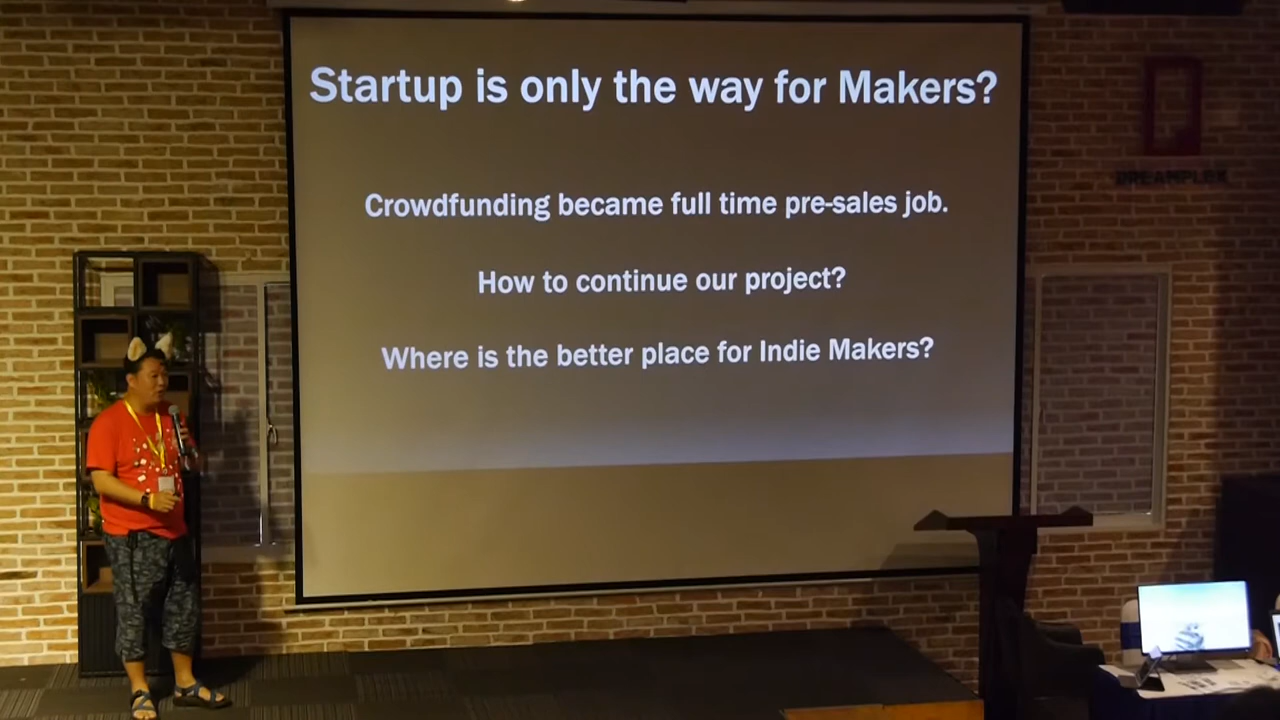 Startup is only the way for Makers?
Crowdfunding became full time pre-sales job.
How to continue our project?
Where is the better place for Indie Makers?
DREAMPLEX